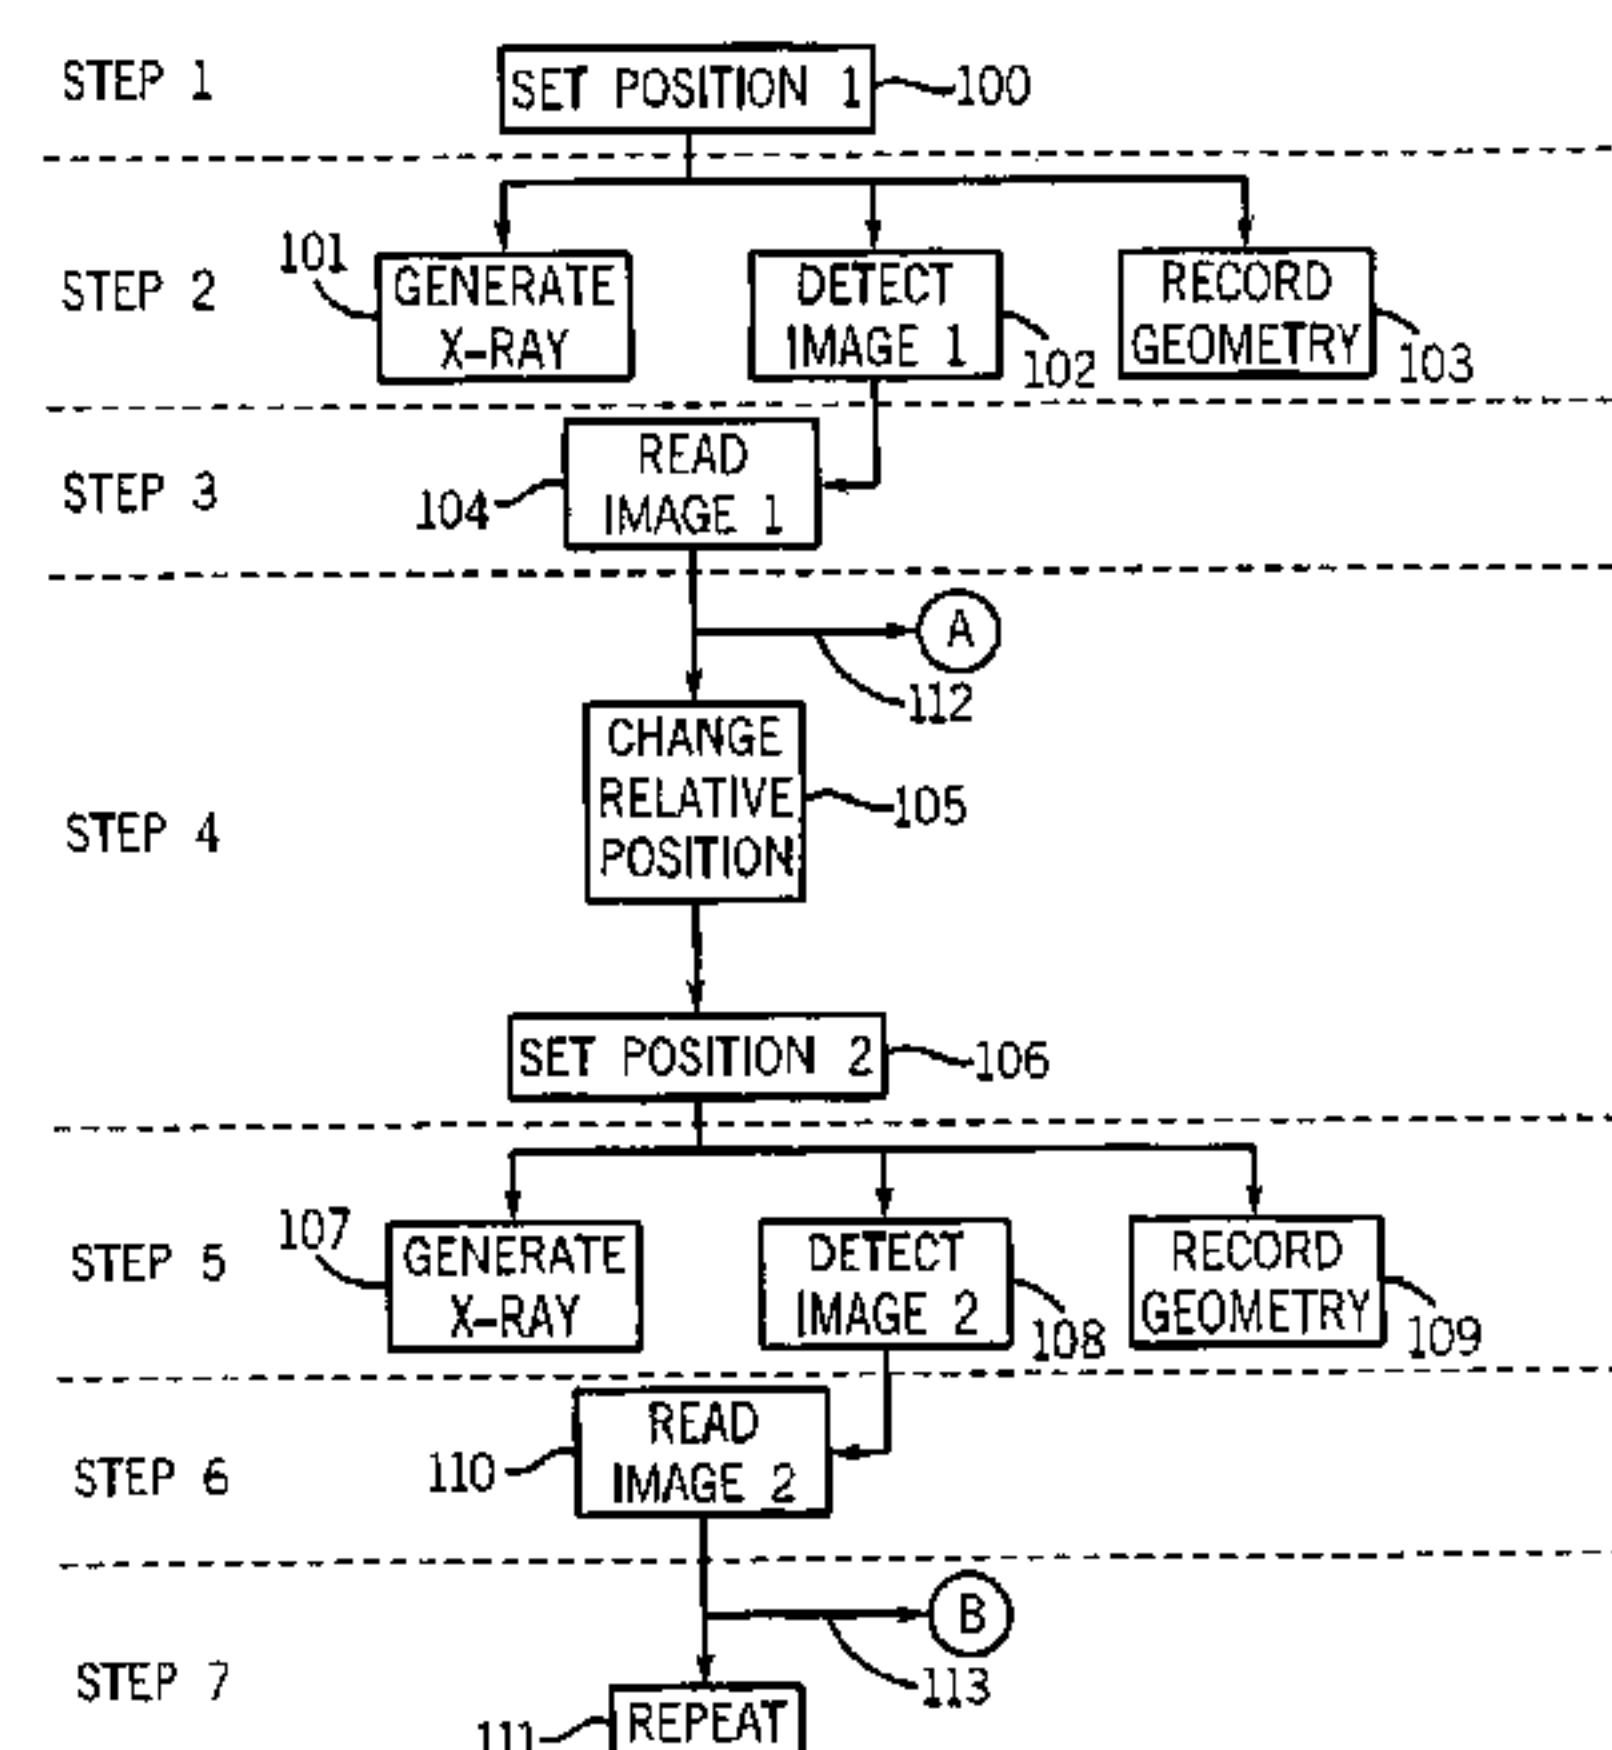 STEP 1
SET POSITION 1
100
STEP 2
101
GENERATE
X-RAY
DETECT
IMAGE 1
102
RECORD
GEOMETRY
103
STEP 3
104
READ
IMAGE 1
A
112
STEP 4
CHANGE
RELATIVE
POSITION
105
SET POSITION 2
106
STEP 5
107
GENERATE
X-RAY
DETECT
IMAGE 2
108
RECORD
GEOMETRY
109
STEP 6
110
READ
IMAGE 2
B
113
STEP 7
111
REPEAT